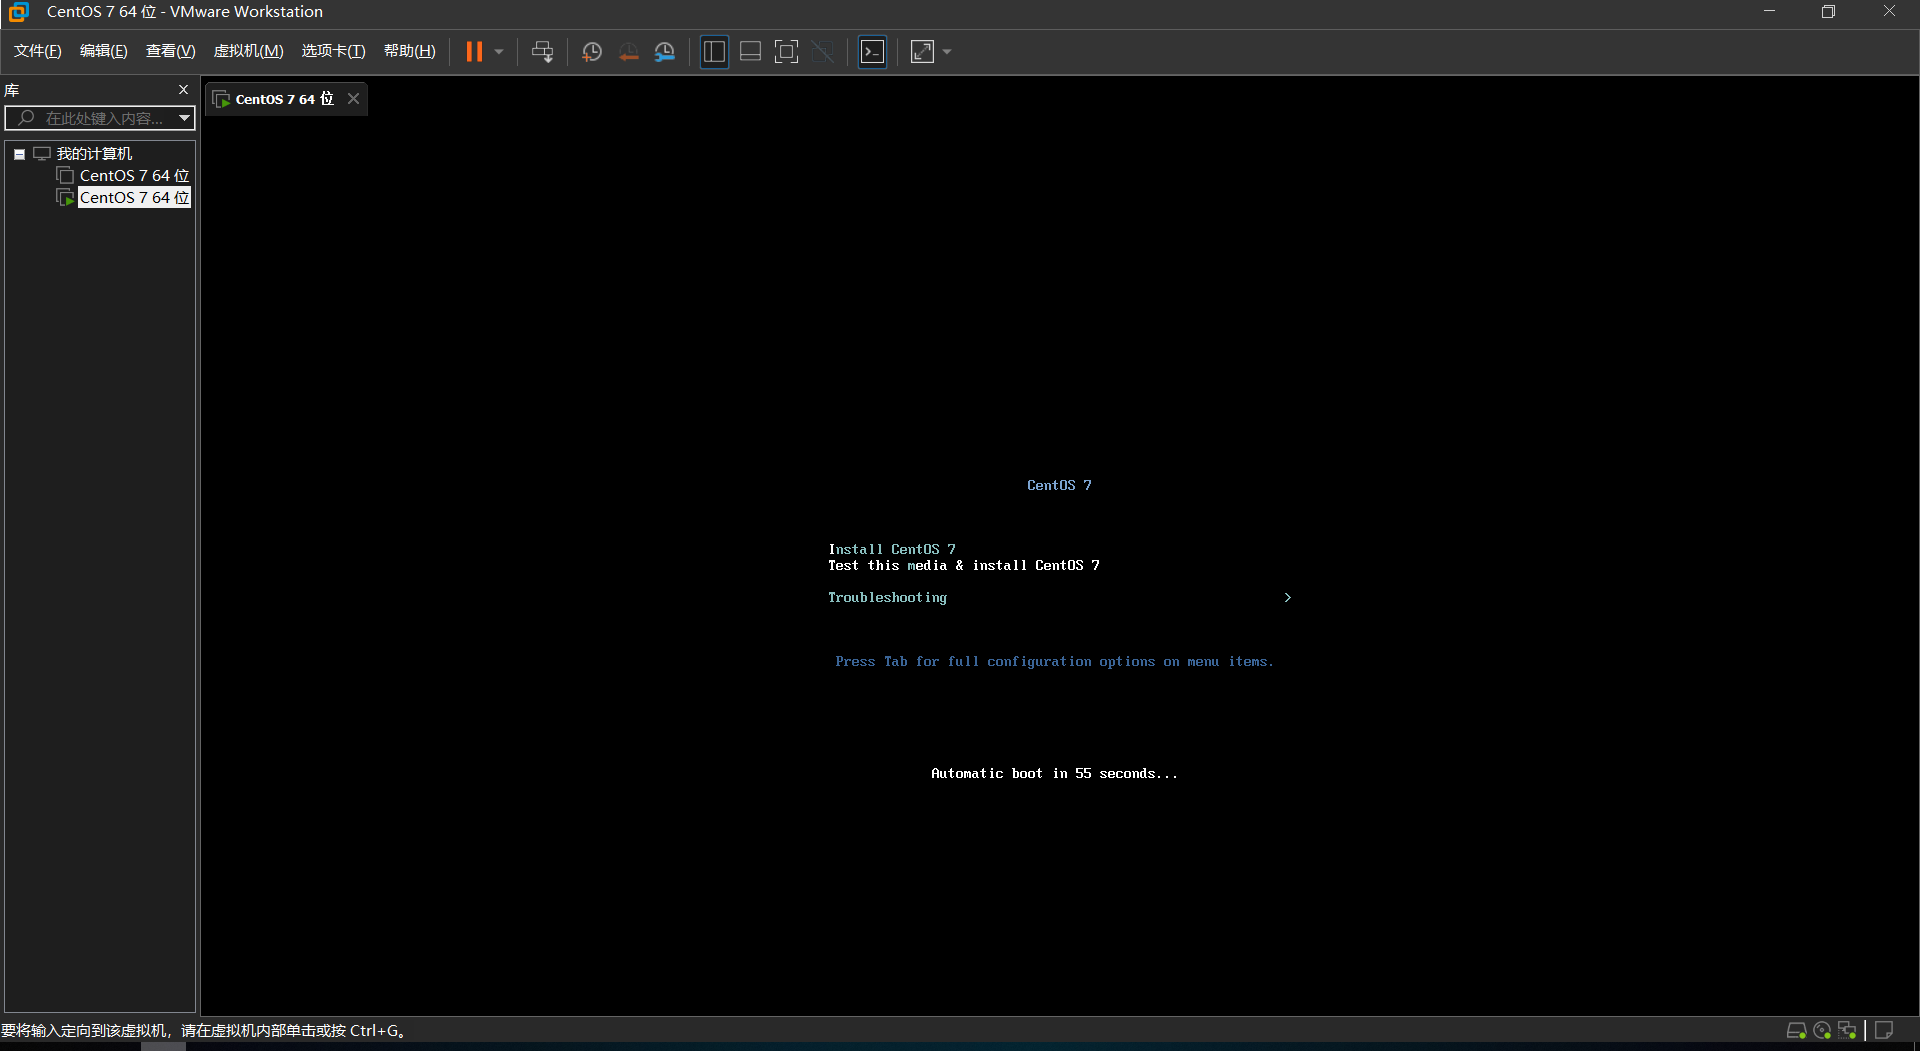 CentOS 7 64 位 - VMware Workstation
文件(F) 编辑(E) 查看(V) 虚拟机(M) 选项卡(T) 帮助(H)
库
在此处键入内容...
我的计算机
CentOS 7 64 位
CentOS 7 64 位
CentOS 7 64 位
CentOS 7
Install CentOS 7
Test this media & install CentOS 7
Troubleshooting >
Press Tab for full configuration options on menu items.
Automatic boot in 55 seconds...
要将输入定向到该虚拟机，请在虚拟机内部单击或按 Ctrl+G。